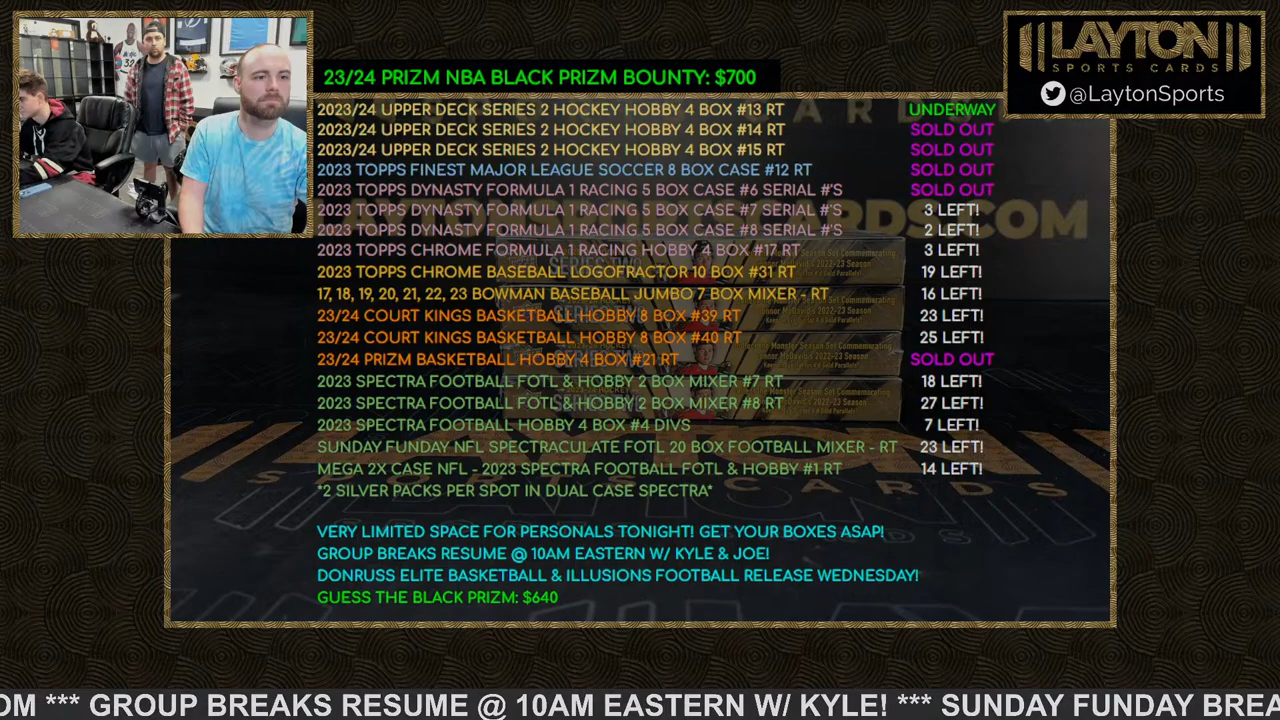 LAYTON
SPORTS CARDS
@LaytonSports
23/24 PRIZM NBA BLACK PRIZM BOUNTY: $700
2023/24 UPPER DECK SERIES 2 HOCKEY HOBBY 4 BOX #13 RT UNDERWAY
2023/24 UPPER DECK SERIES 2 HOCKEY HOBBY 4 BOX #14 RT SOLD OUT
2023/24 UPPER DECK SERIES 2 HOCKEY HOBBY 4 BOX #15 RT SOLD OUT
2023 TOPPS FINEST MAJOR LEAGUE SOCCER 8 BOX CASE #12 RT SOLD OUT
2023 TOPPS DYNASTY FORMULA 1 RACING 5 BOX CASE #6 SERIAL #'S SOLD OUT
2023 TOPPS DYNASTY FORMULA 1 RACING 5 BOX CASE #7 SERIAL #'S 3 LEFT!
2023 TOPPS DYNASTY FORMULA 1 RACING 5 BOX CASE #8 SERIAL #'S 2 LEFT!
2023 TOPPS CHROME FORMULA 1 RACING HOBBY 4 BOX #17 RT 3 LEFT!
2023 TOPPS CHROME BASEBALL LOGOFRACTOR 10 BOX #31 RT 19 LEFT!
17, 18, 19, 20, 21, 22, 23 BOWMAN BASEBALL JUMBO 7 BOX MIXER - RT 16 LEFT!
23/24 COURT KINGS BASKETBALL HOBBY 8 BOX #39 RT 23 LEFT!
23/24 COURT KINGS BASKETBALL HOBBY 8 BOX #40 RT 25 LEFT!
23/24 PRIZM BASKETBALL HOBBY 4 BOX #21 RT SOLD OUT
2023 SPECTRA FOOTBALL FOTL & HOBBY 2 BOX MIXER #7 RT 18 LEFT!
2023 SPECTRA FOOTBALL FOTL & HOBBY 2 BOX MIXER #8 RT 27 LEFT!
2023 SPECTRA FOOTBALL HOBBY 4 BOX #4 DIVS 7 LEFT!
SUNDAY FUNDAY NFL SPECTRACULATE FOTL 20 BOX FOOTBALL MIXER - RT 23 LEFT!
MEGA 2X CASE NFL - 2023 SPECTRA FOOTBALL FOTL & HOBBY #1 RT 14 LEFT!
*2 SILVER PACKS PER SPOT IN DUAL CASE SPECTRA*
VERY LIMITED SPACE FOR PERSONALS TONIGHT! GET YOUR BOXES ASAP!
GROUP BREAKS RESUME @ 10AM EASTERN W/ KYLE & JOE!
DONRUSS ELITE BASKETBALL & ILLUSIONS FOOTBALL RELEASE WEDNESDAY!
GUESS THE BLACK PRIZM: $640
OM *** GROUP BREAKS RESUME @ 10AM EASTERN W/ KYLE! *** SUNDAY FUNDAY BREA